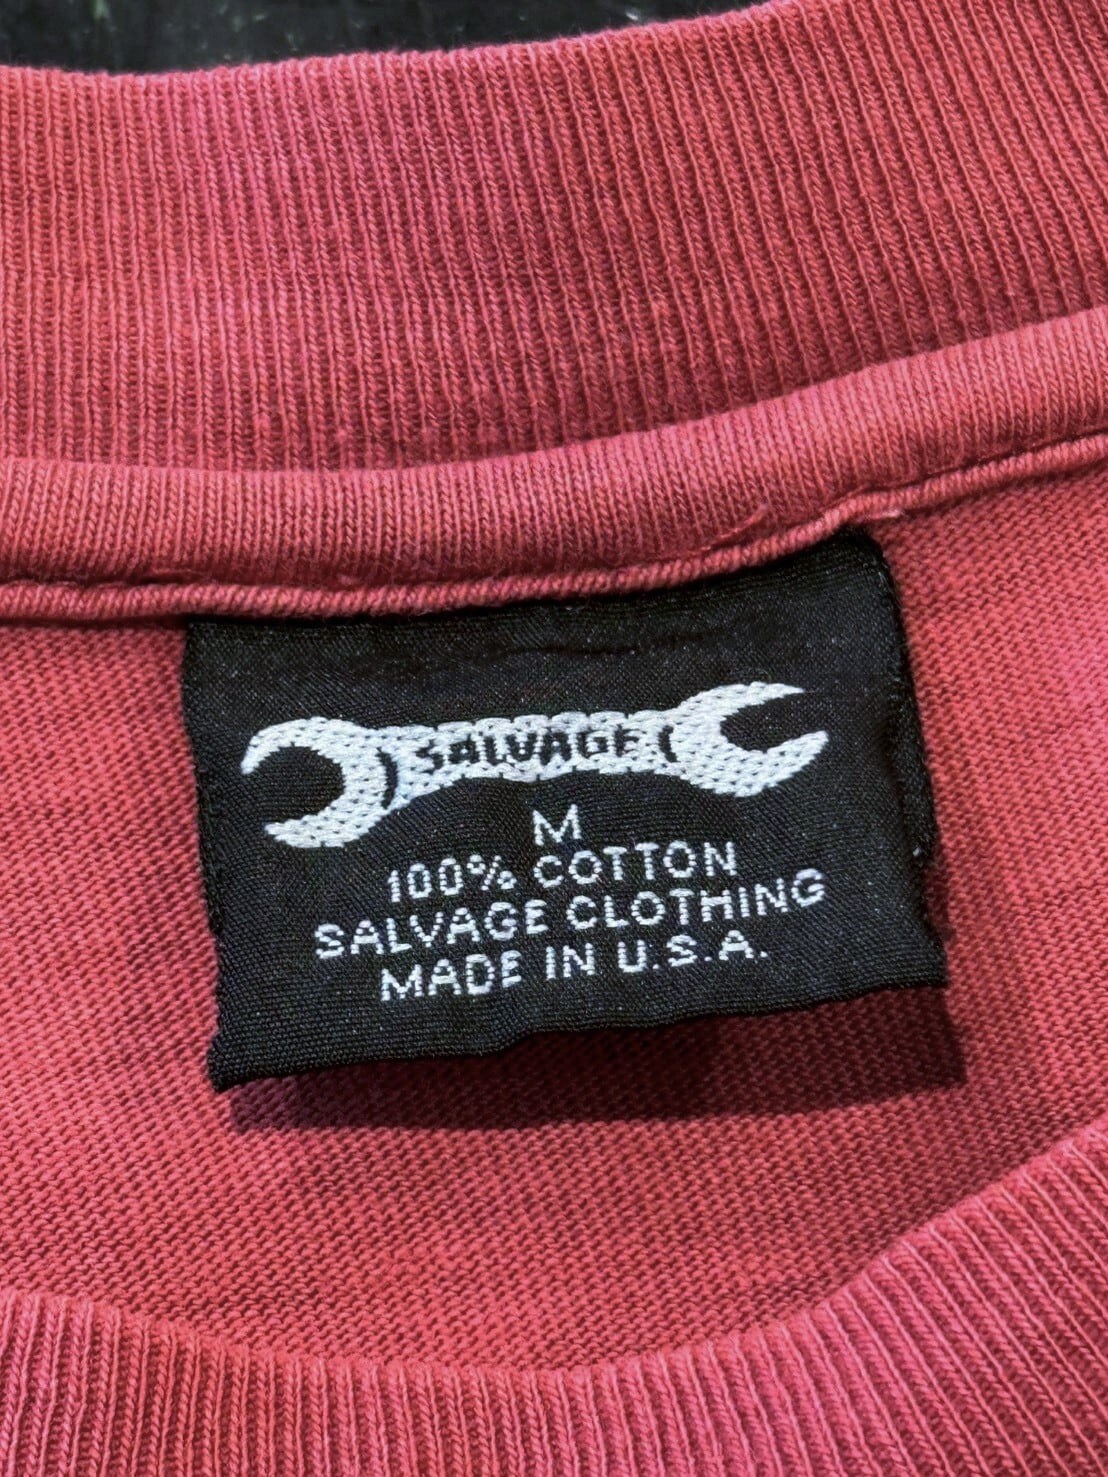 SALVAGE
M
100% COTTON
SALVAGE CLOTHING
MADE IN U.S.A.